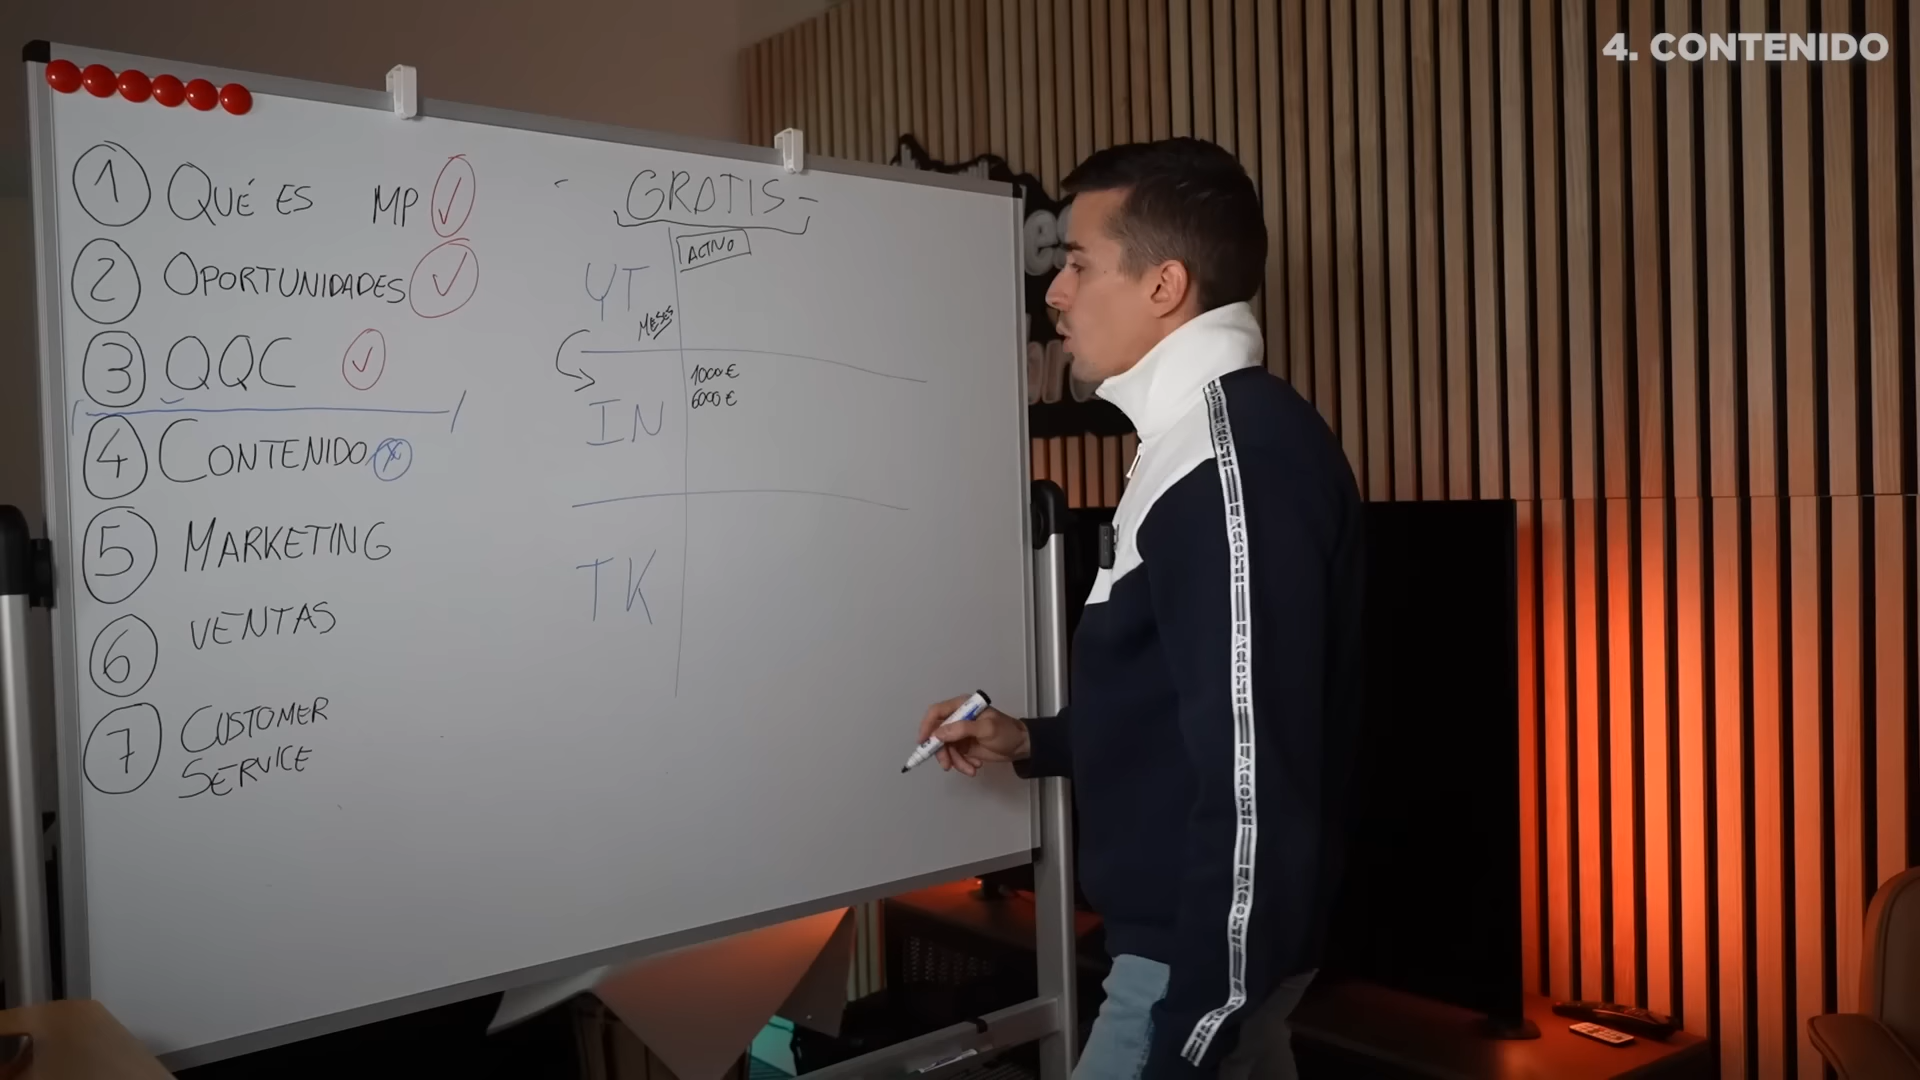 4. CONTENIDO
1 QUÉ ES MP
2 OPORTUNIDADES
3 QQC
4 CONTENIDO
5 MARKETING
6 VENTAS
7 CUSTOMER
SERVICE
- GRATIS -
ACTIVO
YT
MESES
1000€
6000€
IN
TK